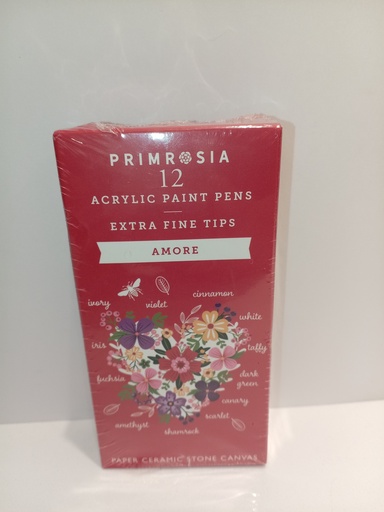 PRIMROSIA
12
ACRYLIC PAINT PENS
EXTRA FINE TIPS
AMORE
cinnamon
ivory
violet
white
iris
taffy
fuchsia
dark
green
canary
scarlet
amethyst
shamrock
PAPER CERAMIC STONE CANVAS